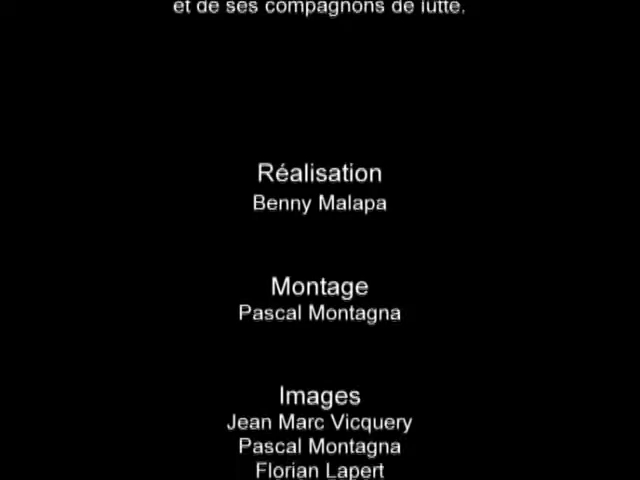 et de ses compagnons de lutte.
Réalisation
Benny Malapa
Montage
Pascal Montagna
Images
Jean Marc Vicquery
Pascal Montagna
Florian Lapert